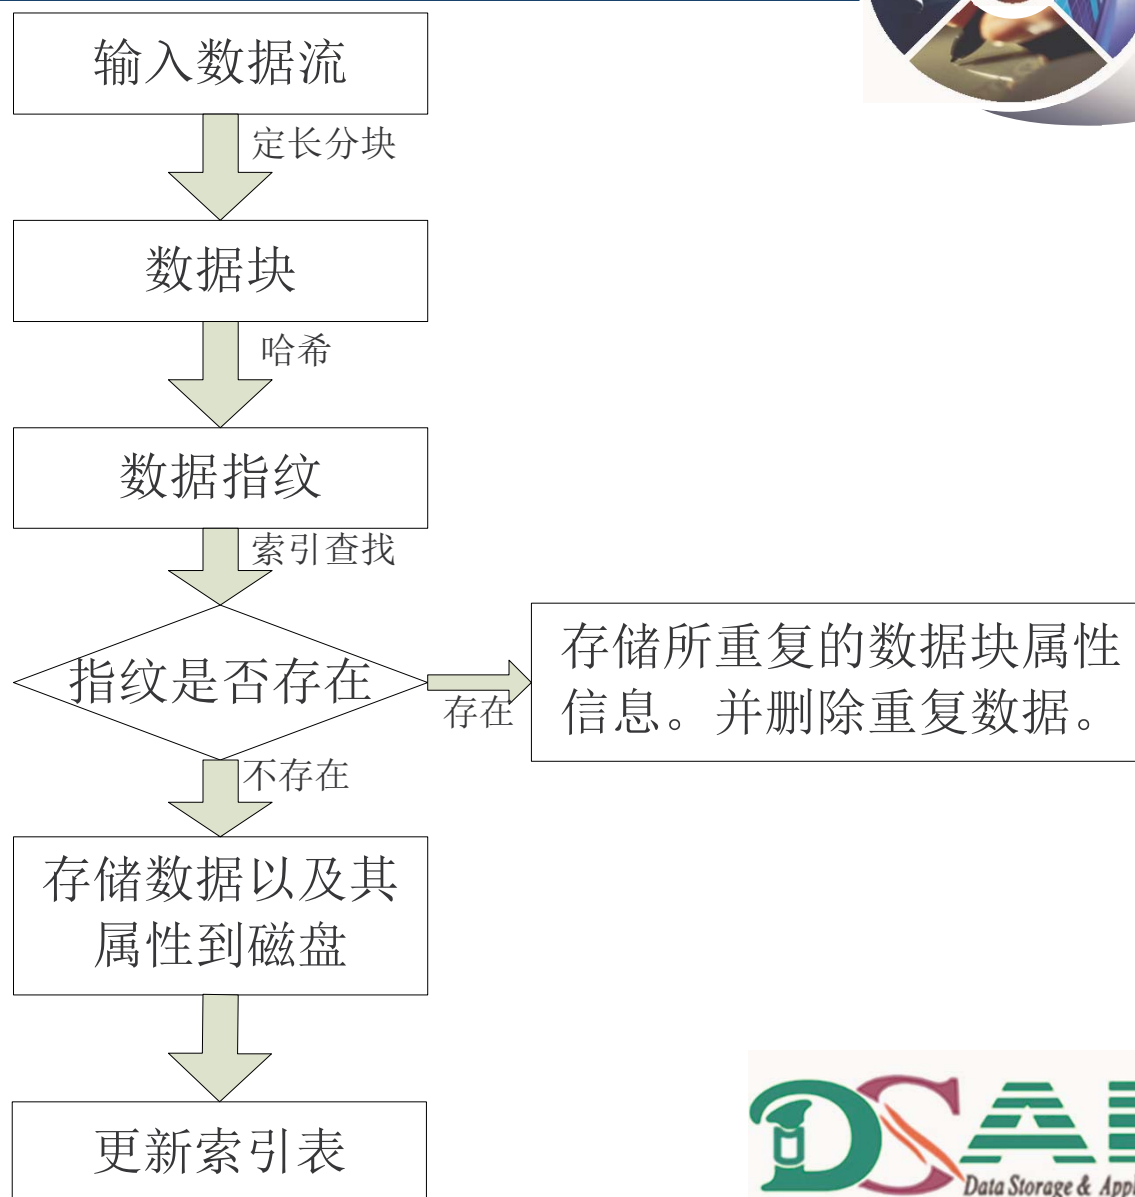 输入数据流
定长分块
数据块
哈希
数据指纹
索引查找
指纹是否存在
存在
存储所重复的数据块属性
信息。并删除重复数据。
不存在
存储数据以及其
属性到磁盘
更新索引表
Data Storage &